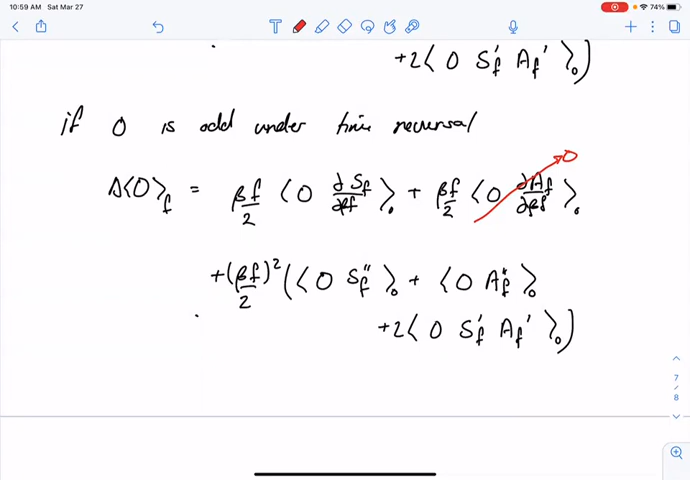 10:59 AM Sat Mar 27
74%
+2⟨ O S_f' A_f' ⟩_0 )
if O is odd under time reversal
Δ⟨O⟩_f = βf/2 ⟨ O ∂S_f/∂βf ⟩_0 + βf/2 ⟨ O ∂A_f/∂βf ⟩_0 0
+(βf)²/2 (⟨ O S_f'' ⟩_0 + ⟨ O A_f'' ⟩_0
+2⟨ O S_f' A_f' ⟩_0 )
7
/
8